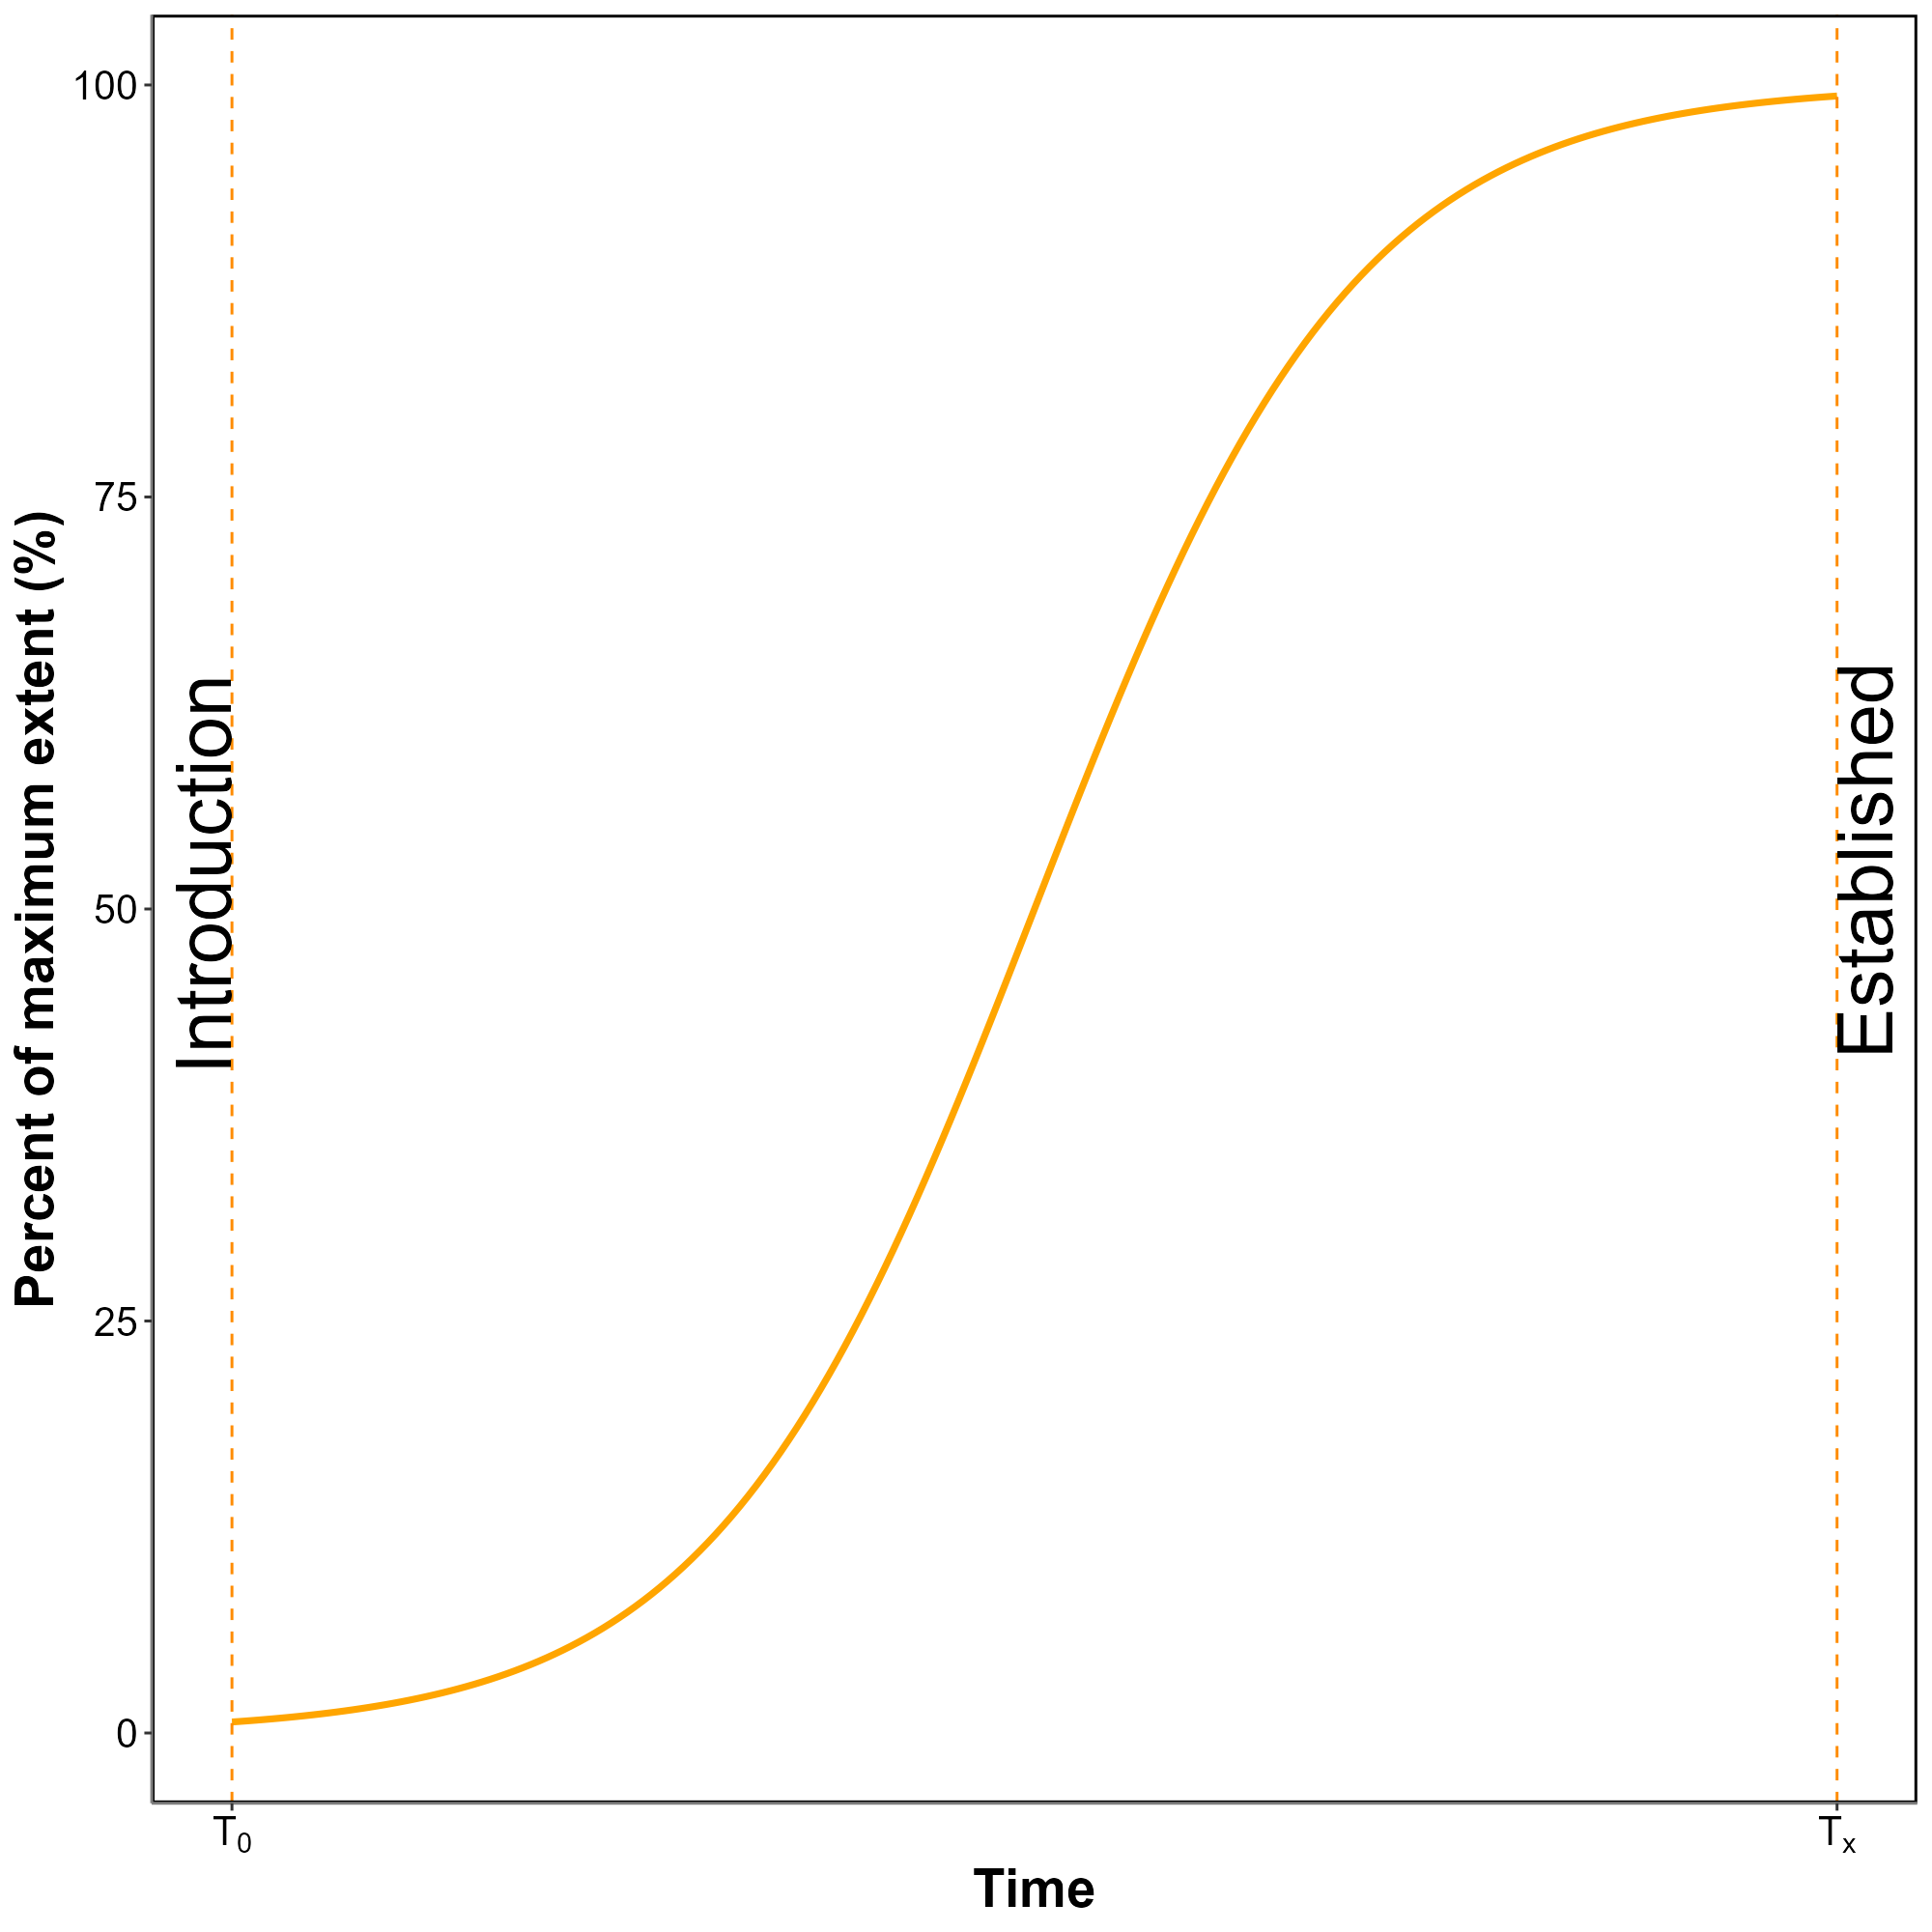 100
75
50
25
0
Percent of maximum extent (%)
Introduction
Established
T₀
Tₓ
Time